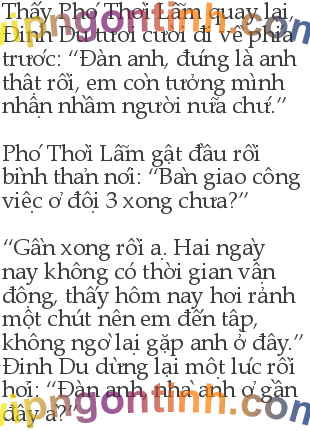 Thấy Phó Thời Lẫm quay lại,
Đinh Du tươi cười đi về phía
trước: “Đàn anh, đúng là anh
thật rồi, em còn tưởng mình
nhận nhầm người nữa chứ.”
Phó Thời Lẫm gật đầu rồi
bình thản nói: “Bàn giao công
việc ở đội 3 xong chưa?”
“Gần xong rồi ạ. Hai ngày
nay không có thời gian vận
động, thấy hôm nay hơi rảnh
một chút nên em đến tập,
không ngờ lại gặp anh ở đây.”
Đinh Du dừng lại một lúc rồi
hỏi: “Đàn anh, nhà anh ở gần
đây ạ?”